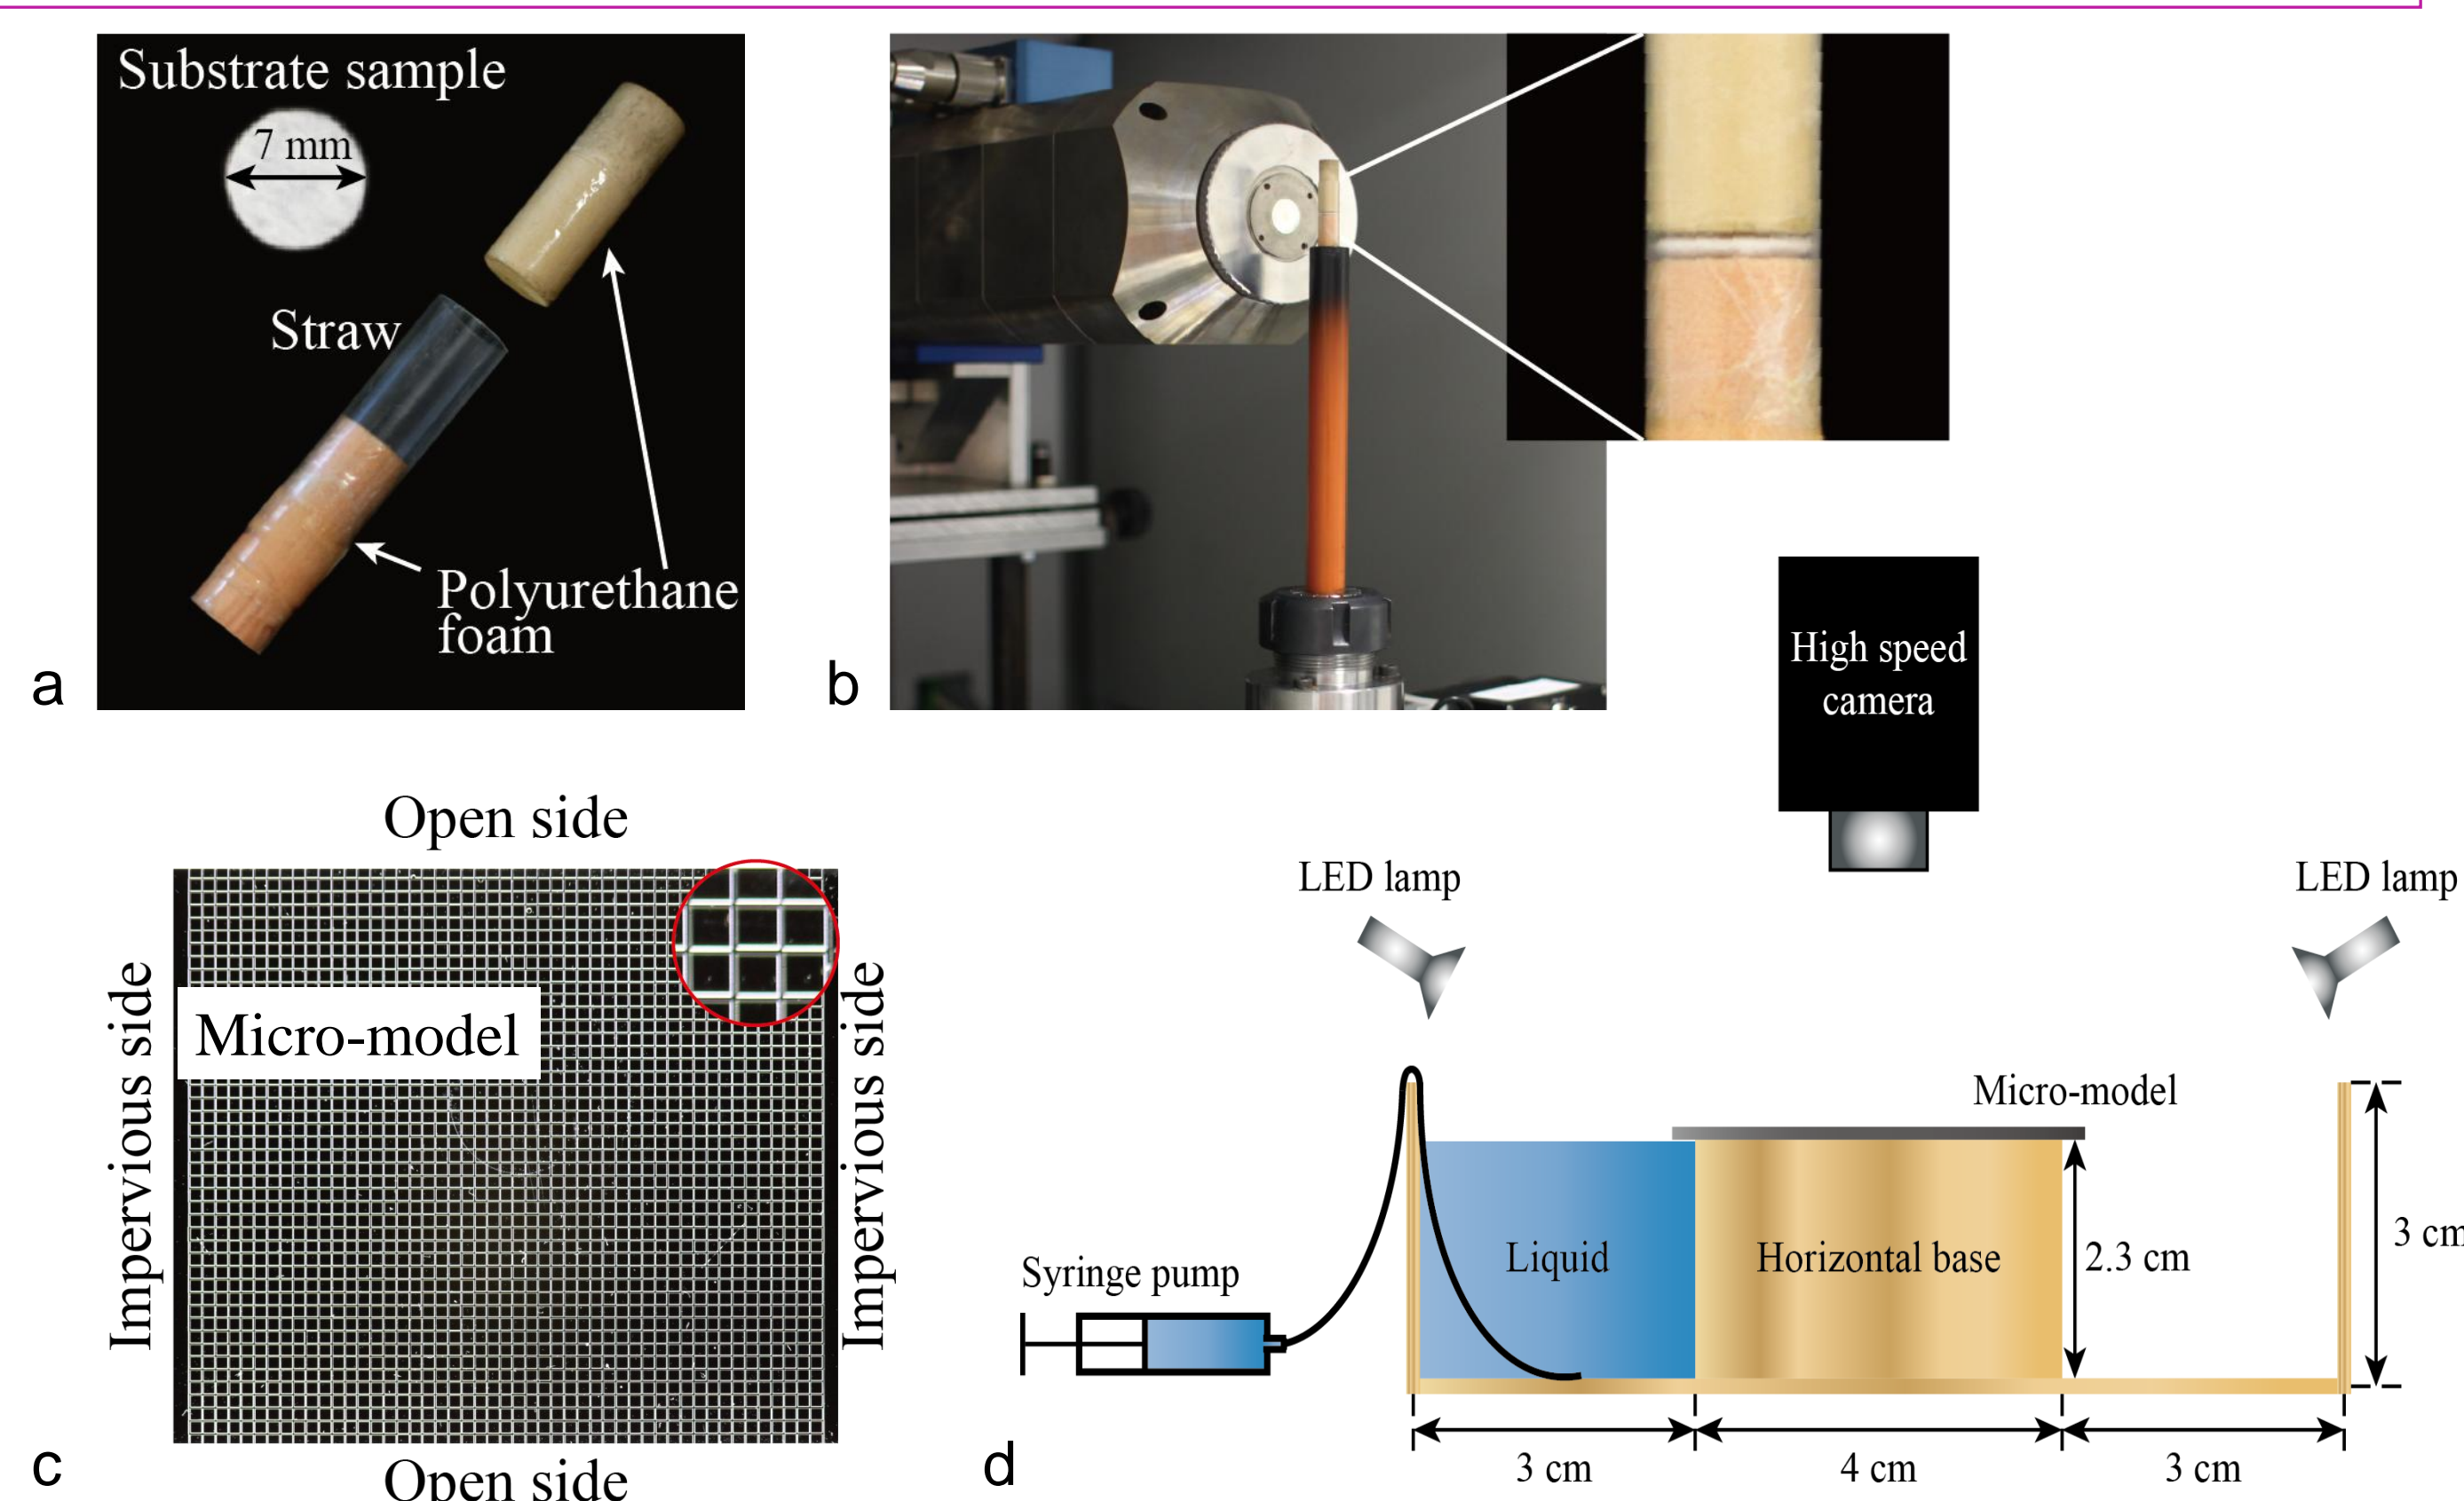 Substrate sample
7 mm
Straw
Polyurethane
foam
a
b
High speed
camera
Open side
Impervious side
Micro-model
Impervious side
Open side
c
LED lamp
LED lamp
Micro-model
Syringe pump
Liquid
Horizontal base
2.3 cm
3 cm
3 cm
4 cm
3 cm
d